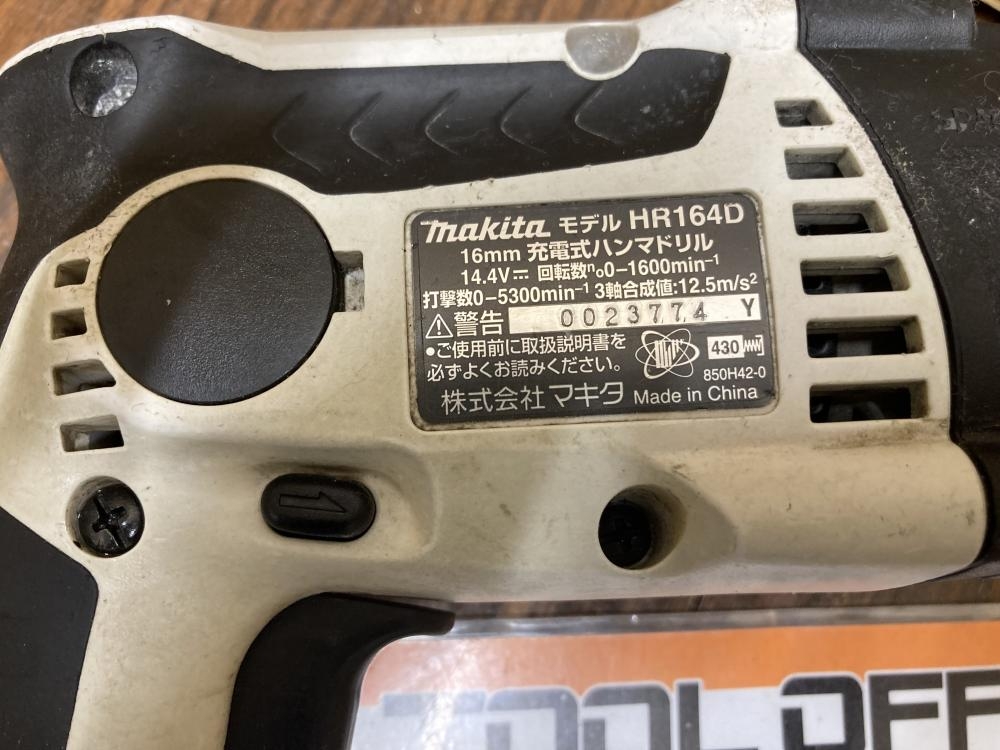 makita モデル HR164D
16mm 充電式ハンマドリル
14.4V⎓ 回転数n₀0-1600min⁻¹
打撃数0-5300min⁻¹ 3軸合成値:12.5m/s²
⚠警告 0023774 Y
•ご使用前に取扱説明書を
必ずよくお読みください。
430
850H42-0
株式会社 マキタ Made in China
TOOL OFF